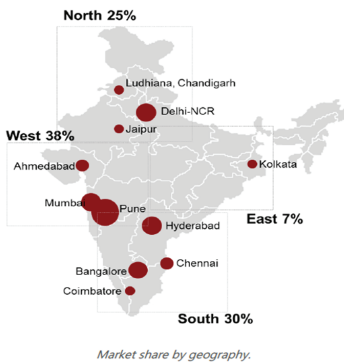 North 25%
Ludhiana, Chandigarh
Delhi-NCR
Jaipur
West 38%
Ahmedabad
Kolkata
Mumbai
Pune
East 7%
Hyderabad
Chennai
Bangalore
Coimbatore
South 30%
Market share by geography.